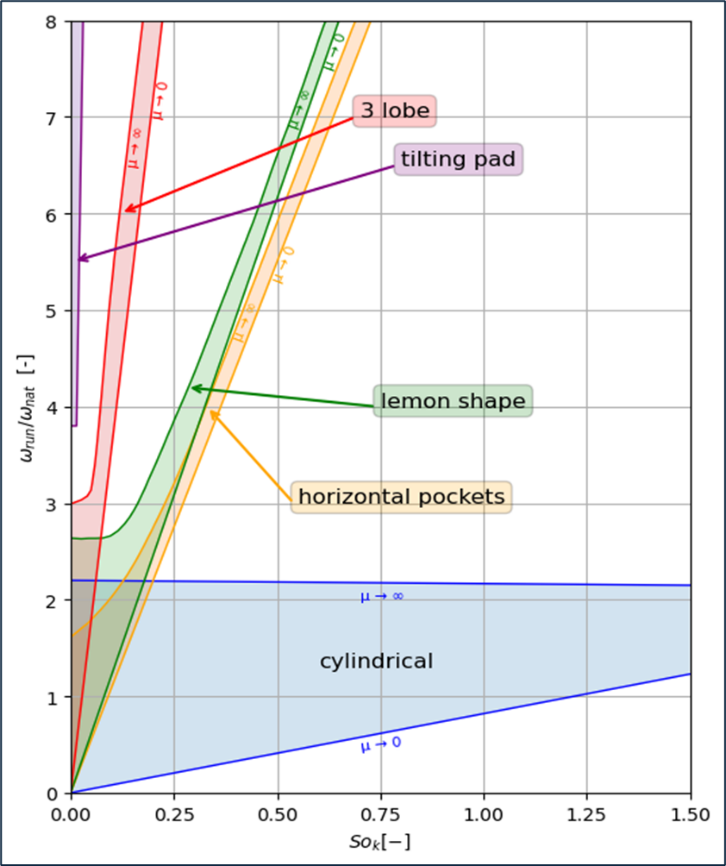 8
7
6
5
4
3
2
1
0
ω_run/ω_nat [-]
μ → 0
μ → ∞
μ → 0
μ → ∞
3 lobe
tilting pad
μ → 0
μ → ∞
lemon shape
horizontal pockets
μ → ∞
cylindrical
μ → 0
0.00 0.25 0.50 0.75 1.00 1.25 1.50
So_k[−]